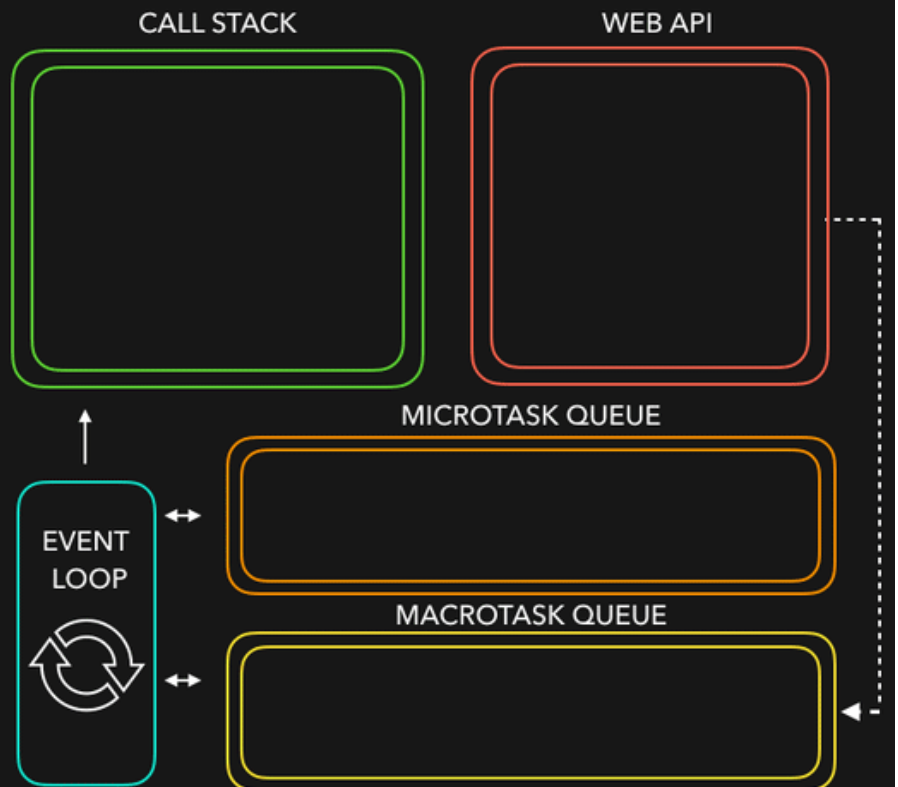 CALL STACK
WEB API
MICROTASK QUEUE
EVENT
LOOP
MACROTASK QUEUE